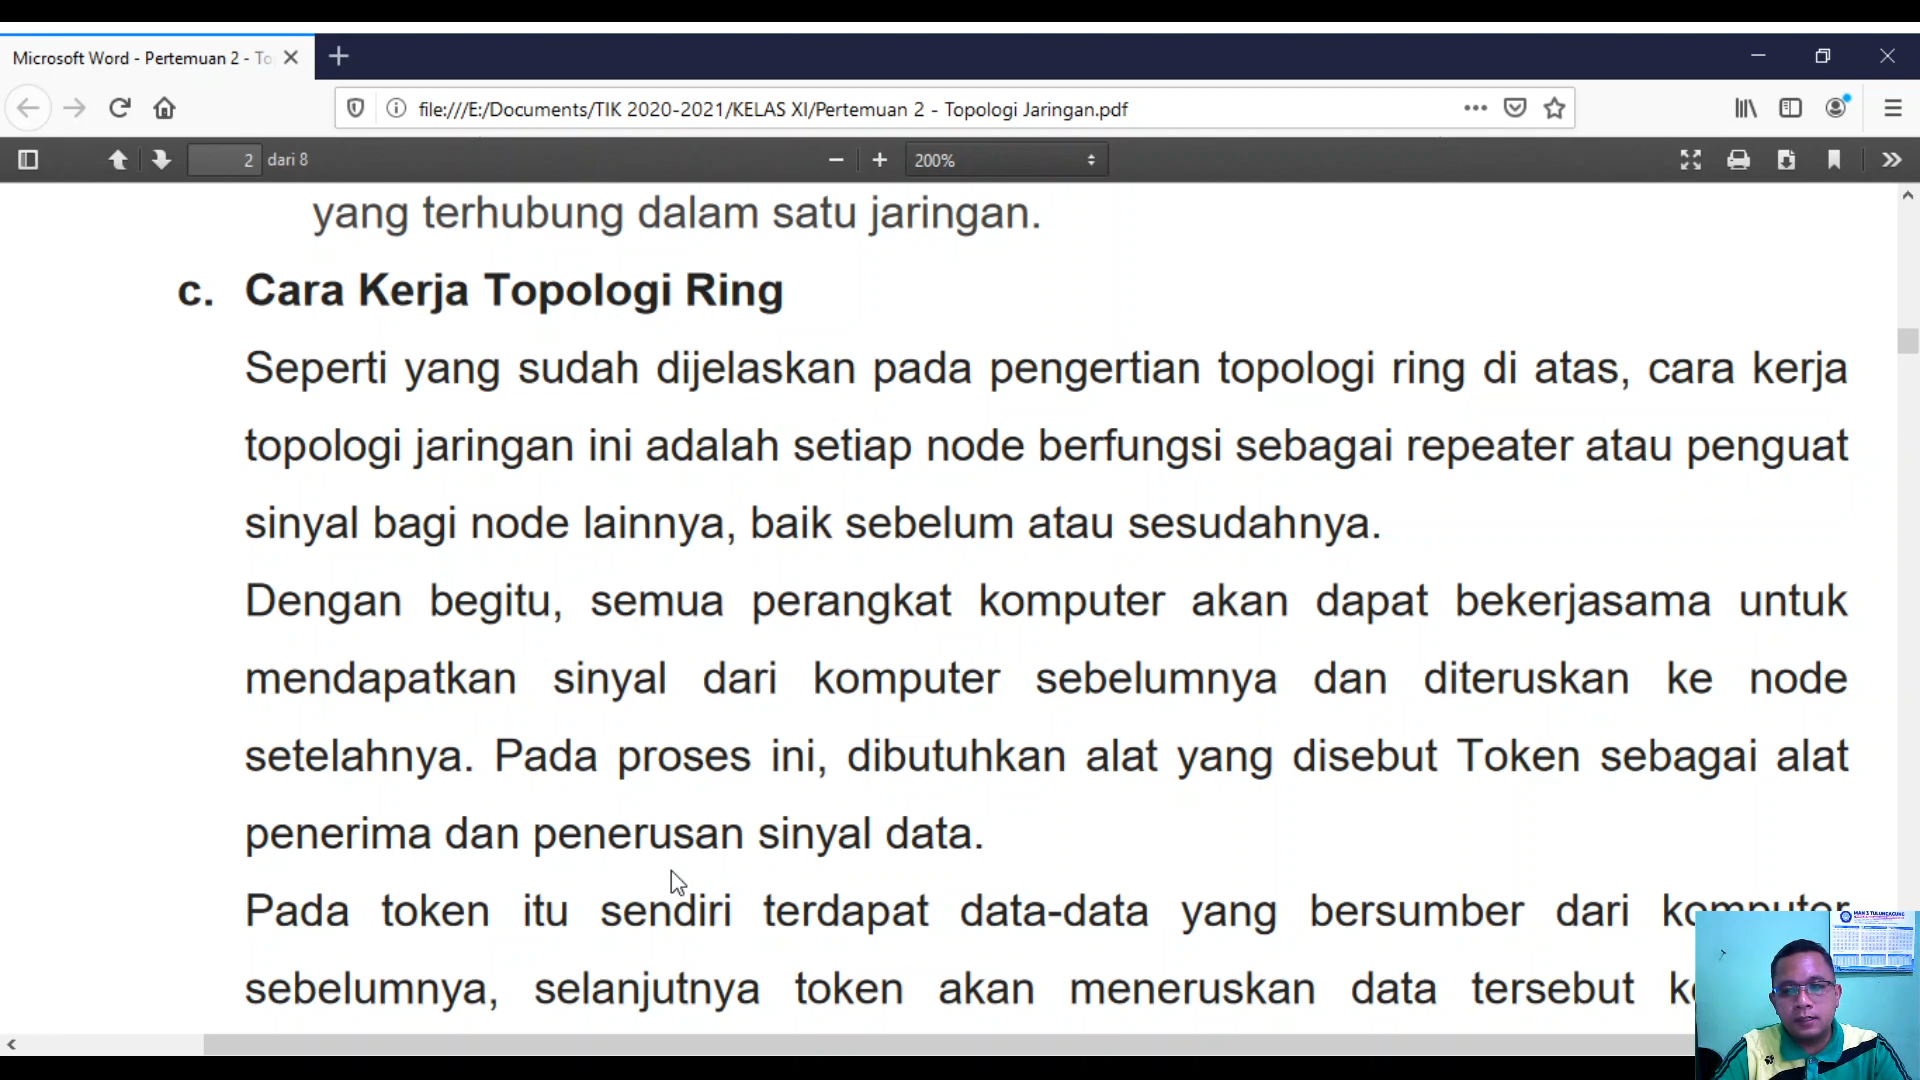 Microsoft Word - Pertemuan 2 - To
file:///E:/Documents/TIK 2020-2021/KELAS XI/Pertemuan 2 - Topologi Jaringan.pdf
2 dari 8
200%
yang terhubung dalam satu jaringan.
c. Cara Kerja Topologi Ring
Seperti yang sudah dijelaskan pada pengertian topologi ring di atas, cara kerja
topologi jaringan ini adalah setiap node berfungsi sebagai repeater atau penguat
sinyal bagi node lainnya, baik sebelum atau sesudahnya.
Dengan begitu, semua perangkat komputer akan dapat bekerjasama untuk
mendapatkan sinyal dari komputer sebelumnya dan diteruskan ke node
setelahnya. Pada proses ini, dibutuhkan alat yang disebut Token sebagai alat
penerima dan penerusan sinyal data.
Pada token itu sendiri terdapat data-data yang bersumber dari komputer
sebelumnya, selanjutnya token akan meneruskan data tersebut
MAN 3 TULUNGAGUNG